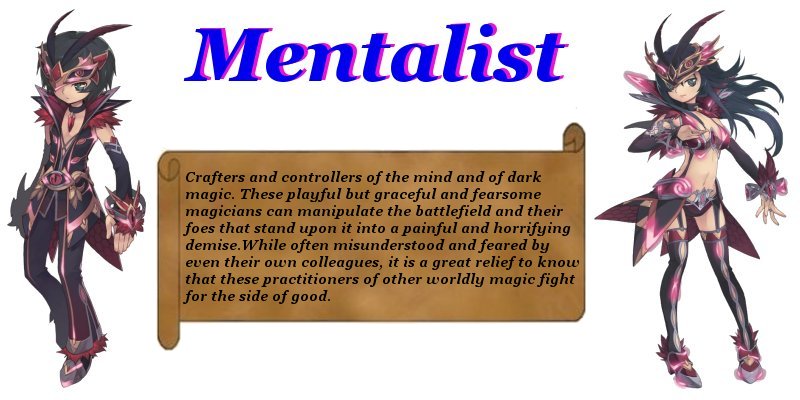 Mentalist
Crafters and controllers of the mind and of dark
magic. These playful but graceful and fearsome
magicians can manipulate the battlefield and their
foes that stand upon it into a painful and horrifying
demise.While often misunderstood and feared by
even their own colleagues, it is a great relief to know
that these practitioners of other worldly magic fight
for the side of good.